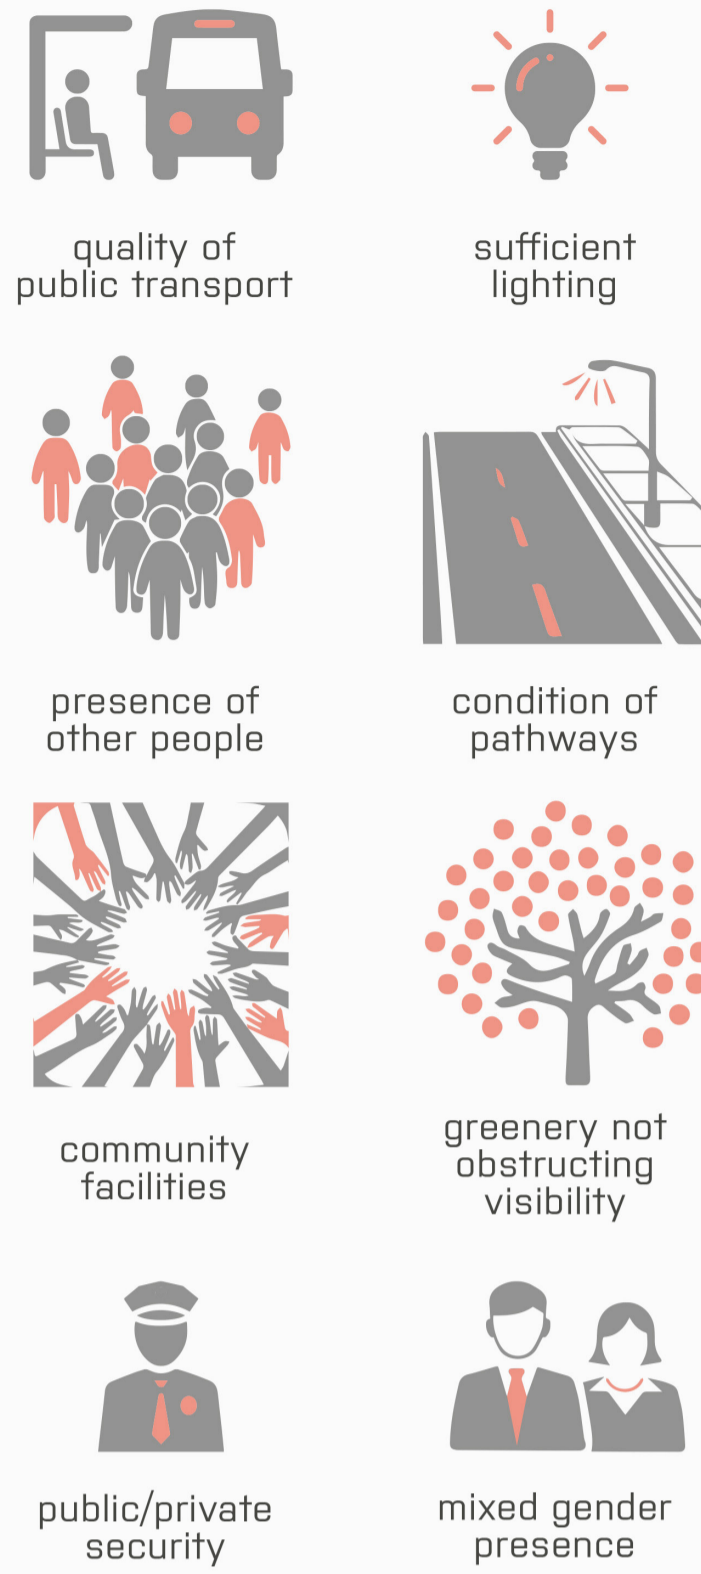 quality of
public transport
sufficient
lighting
presence of
other people
condition of
pathways
community
facilities
greenery not
obstructing
visibility
public/private
security
mixed gender
presence